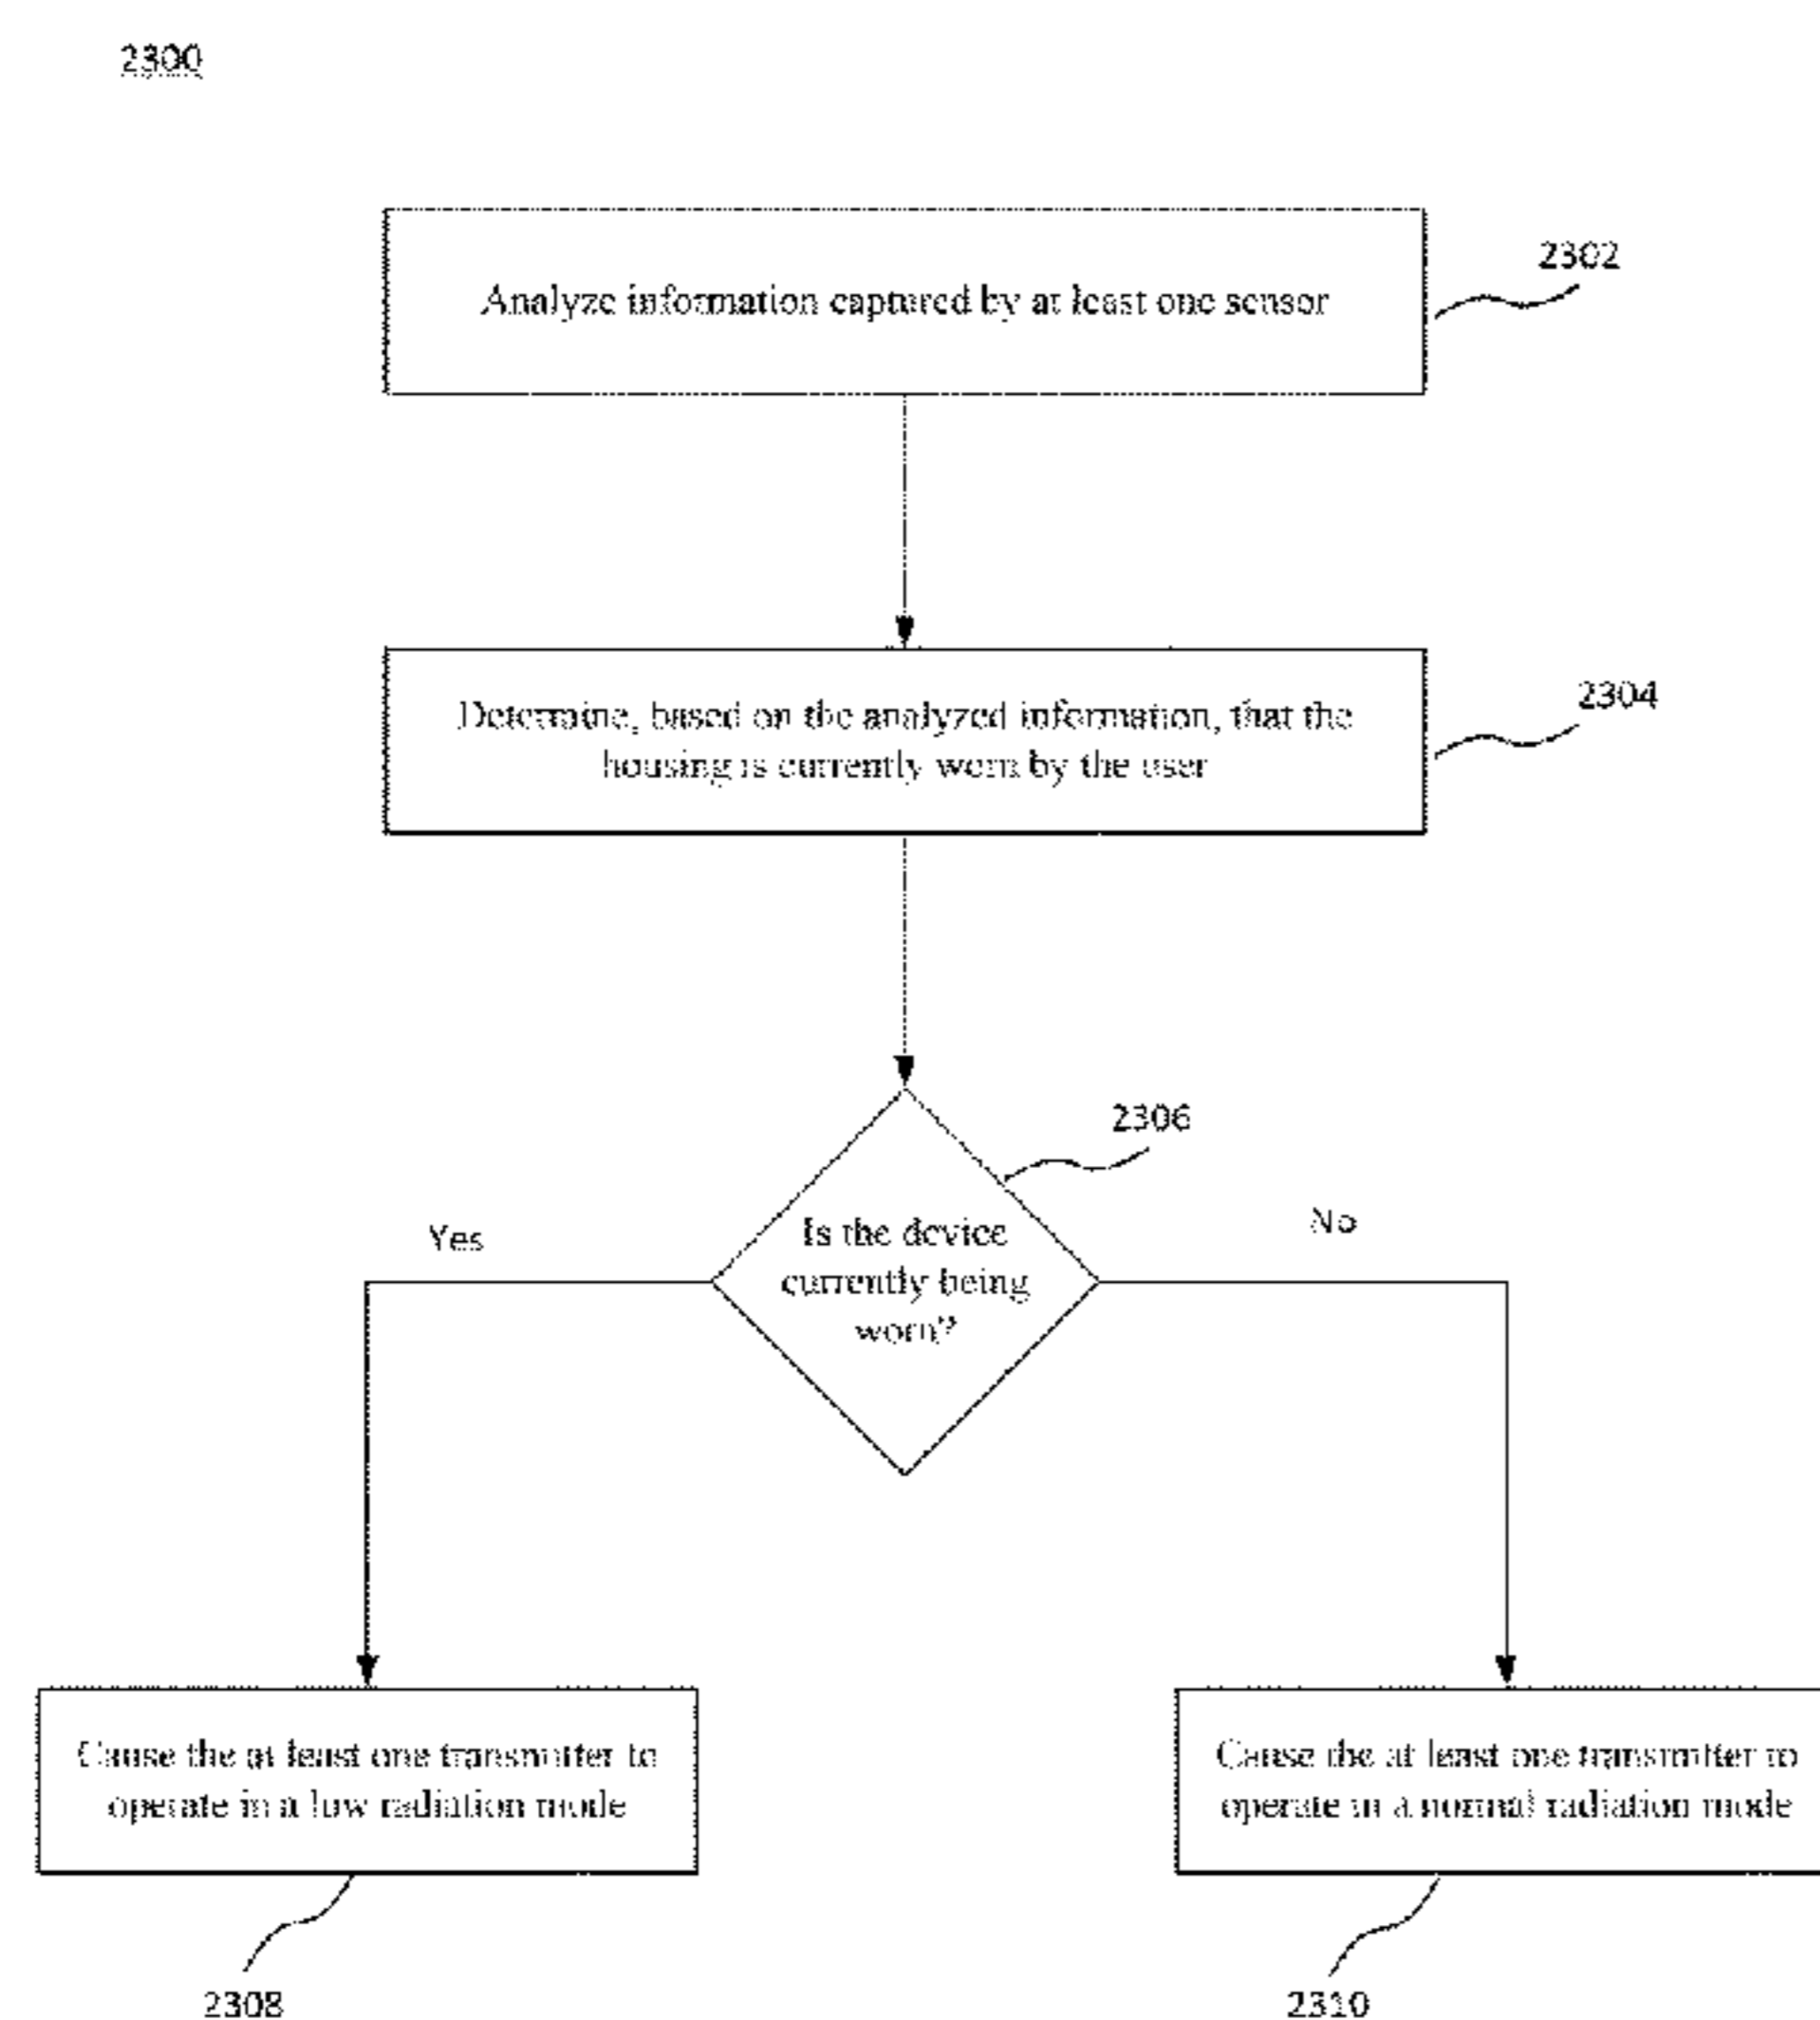 2300
Analyze information captured by at least one sensor
2302
Determine, based on the analyzed information, that the
housing is currently worn by the user
2304
2306
Is the device
currently being
worn?
Yes
No
Cause the at least one transmitter to
operate in a low radiation mode
Cause the at least one transmitter to
operate in a normal radiation mode
2308
2310